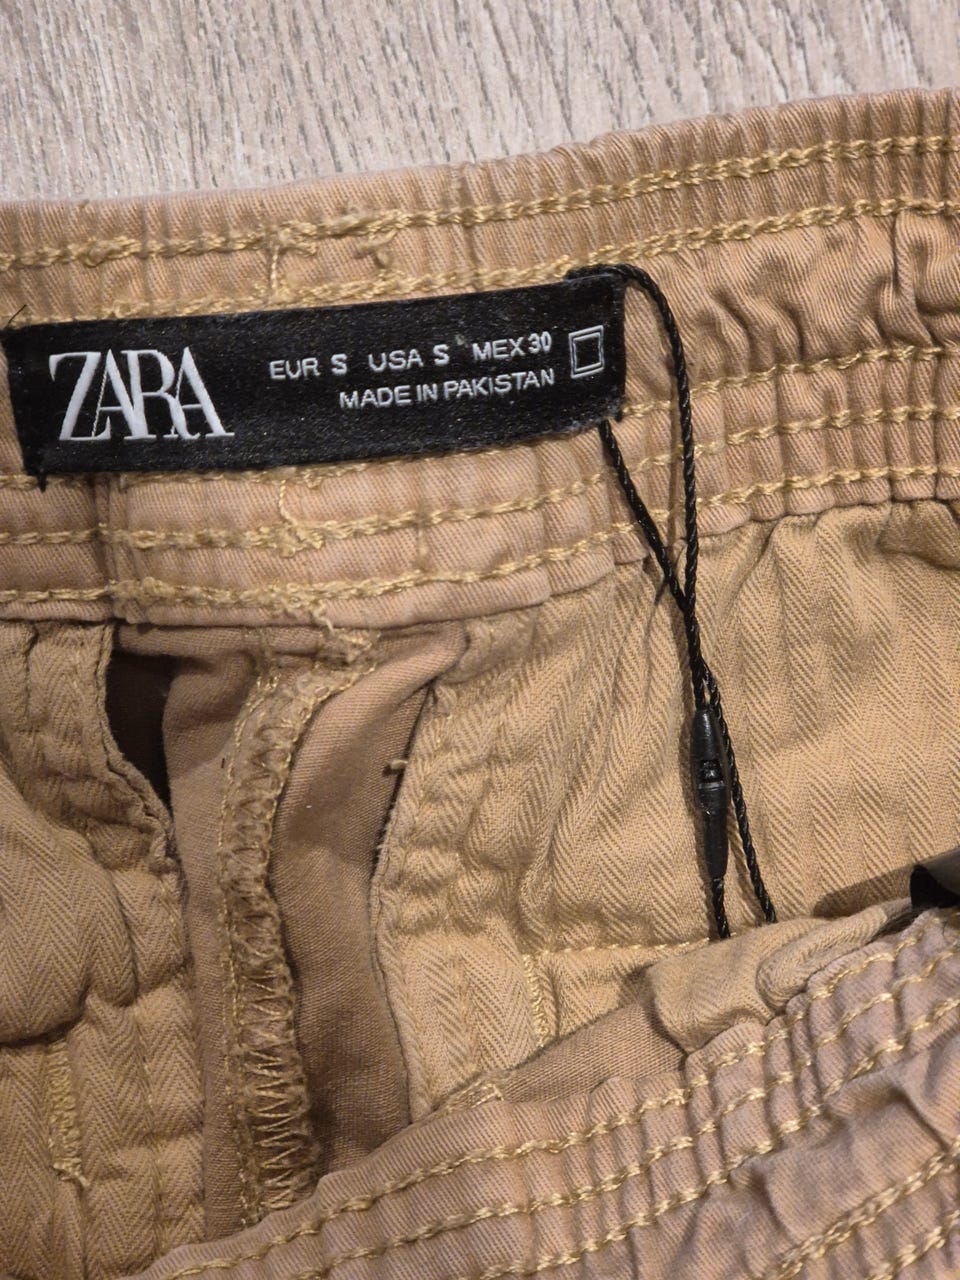 ZARA
EUR S USA S MEX 30
MADE IN PAKISTAN